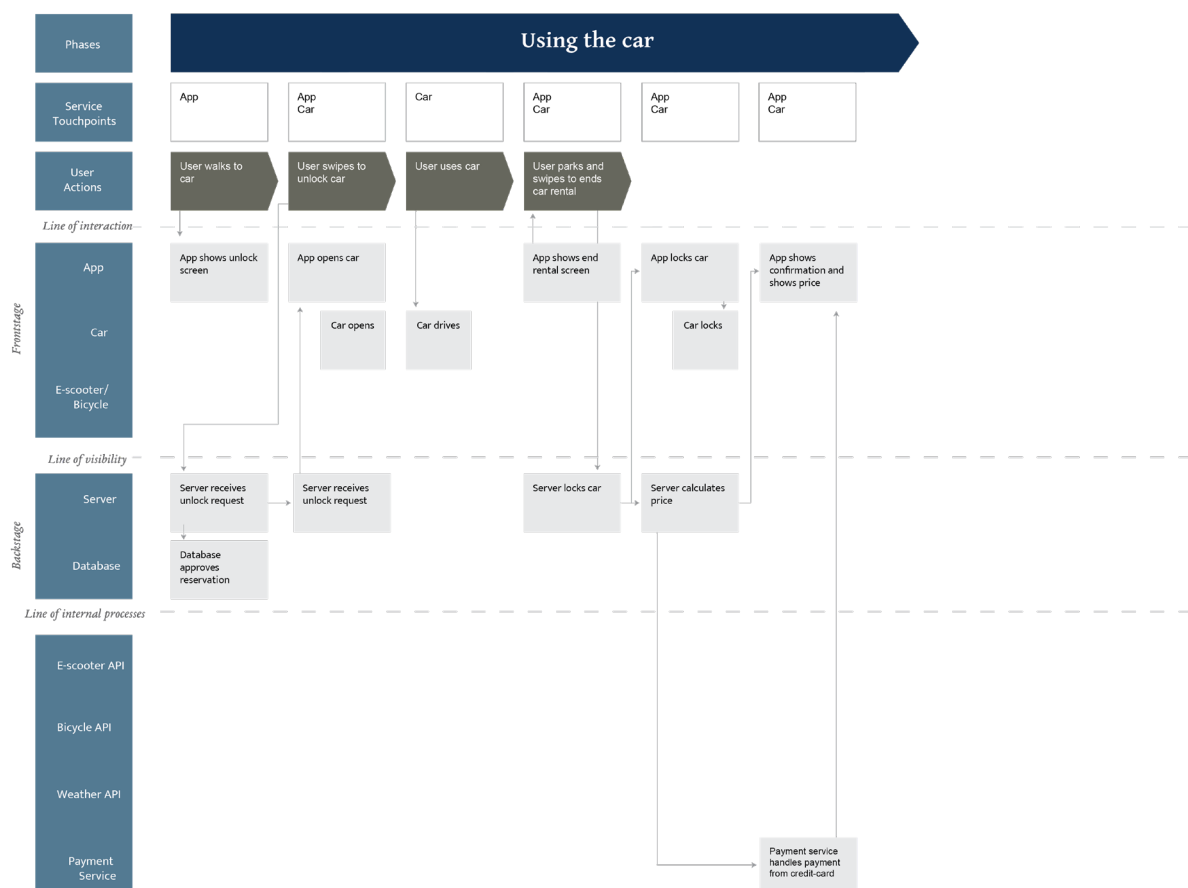 Phases
Using the car
Service
Touchpoints
App
App
Car
Car
App
Car
App
Car
App
Car
User
Actions
User walks to
car
User swipes to
unlock car
User uses car
User parks and
swipes to ends
car rental
Line of interaction
Frontstage
App
App shows unlock
screen
App opens car
App shows end
rental screen
App locks car
App shows
confirmation and
shows price
Car
Car opens
Car drives
Car locks
E-scooter/
Bicycle
Line of visibility
Backstage
Server
Server receives
unlock request
Server receives
unlock request
Server locks car
Server calculates
price
Database
Database
approves
reservation
Line of internal processes
E-scooter API
Bicycle API
Weather API
Payment
Service
Payment service
handles payment
from credit-card